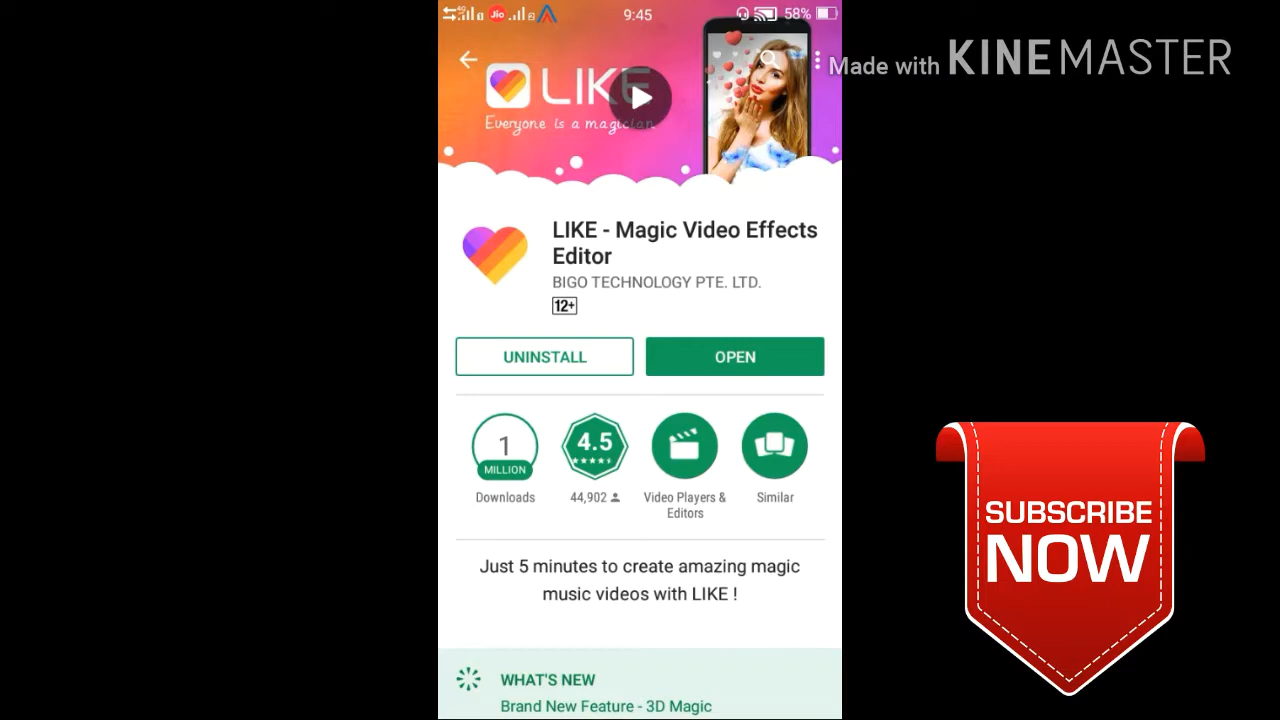 9:45
58%
Jio
LIKE
Everyone is a magician
Made with KINEMASTER
LIKE - Magic Video Effects
Editor
BIGO TECHNOLOGY PTE. LTD.
12+
UNINSTALL
OPEN
1
MILLION
Downloads
4.5
44,902
Video Players &
Editors
Similar
Just 5 minutes to create amazing magic
music videos with LIKE !
WHAT'S NEW
Brand New Feature - 3D Magic
SUBSCRIBE
NOW